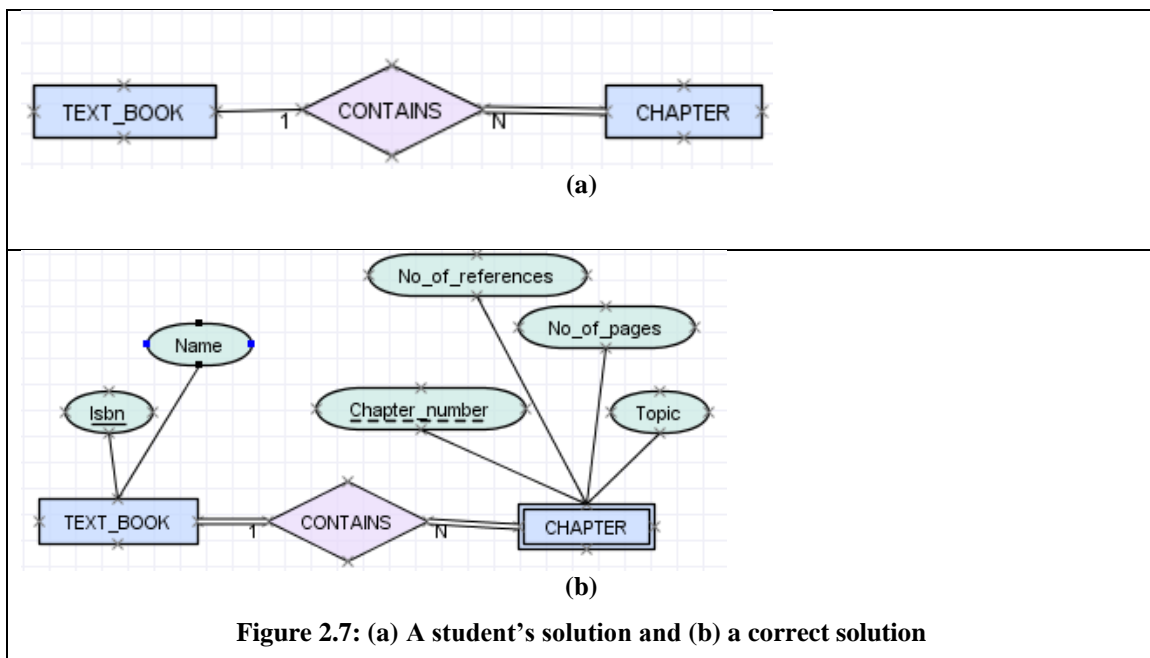 TEXT_BOOK 1 CONTAINS N CHAPTER
(a)
No_of_references
No_of_pages
Name
Isbn
Chapter_number
Topic
TEXT_BOOK 1 CONTAINS N CHAPTER
(b)
Figure 2.7: (a) A student’s solution and (b) a correct solution